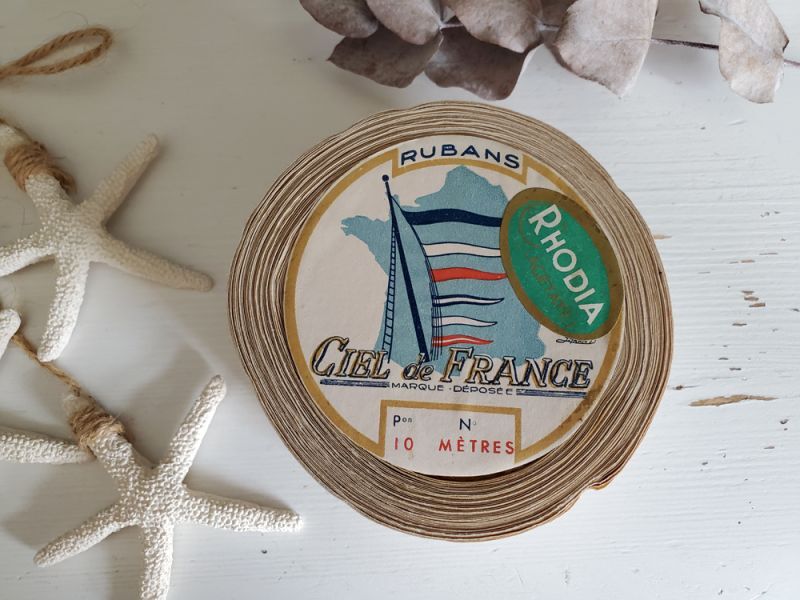 RUBANS
RHODIA
CIEL de FRANCE
MARQUE - DÉPOSÉE
Pon N°
10 MÈTRES